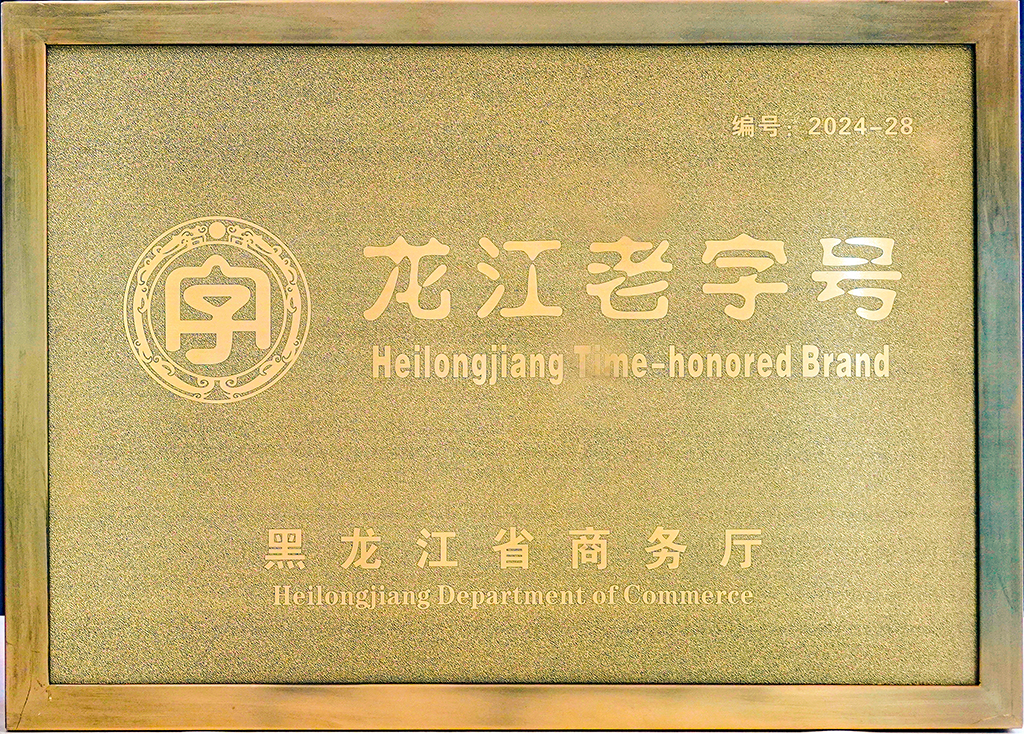 编号：2024-28
字
龙江老字号
Heilongjiang Time-honored Brand
黑龙江省商务厅
Heilongjiang Department of Commerce